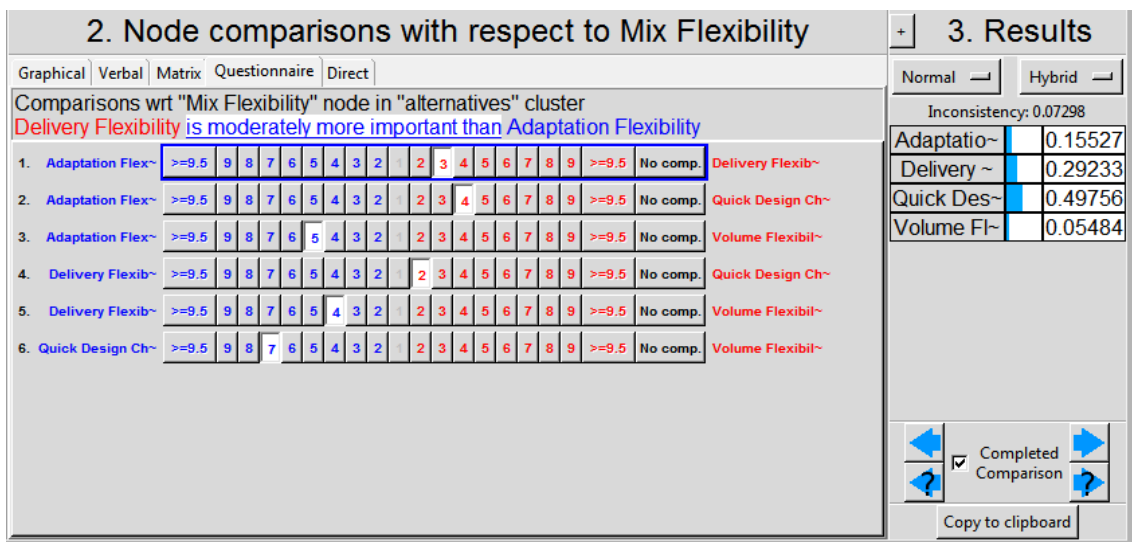 2. Node comparisons with respect to Mix Flexibility
Graphical Verbal Matrix Questionnaire Direct
Comparisons wrt "Mix Flexibility" node in "alternatives" cluster
Delivery Flexibility is moderately more important than Adaptation Flexibility
1. Adaptation Flex~ >=9.5 9 8 7 6 5 4 3 2 1 2 3 4 5 6 7 8 9 >=9.5 No comp. Delivery Flexib~
2. Adaptation Flex~ >=9.5 9 8 7 6 5 4 3 2 1 2 3 4 5 6 7 8 9 >=9.5 No comp. Quick Design Ch~
3. Adaptation Flex~ >=9.5 9 8 7 6 5 4 3 2 1 2 3 4 5 6 7 8 9 >=9.5 No comp. Volume Flexibil~
4. Delivery Flexib~ >=9.5 9 8 7 6 5 4 3 2 1 2 3 4 5 6 7 8 9 >=9.5 No comp. Quick Design Ch~
5. Delivery Flexib~ >=9.5 9 8 7 6 5 4 3 2 1 2 3 4 5 6 7 8 9 >=9.5 No comp. Volume Flexibil~
6. Quick Design Ch~ >=9.5 9 8 7 6 5 4 3 2 1 2 3 4 5 6 7 8 9 >=9.5 No comp. Volume Flexibil~
+ 3. Results
Normal Hybrid
Inconsistency: 0.07298
Adaptatio~ 0.15527
Delivery ~ 0.29233
Quick Des~ 0.49756
Volume Fl~ 0.05484
Completed
Comparison
? ?
Copy to clipboard